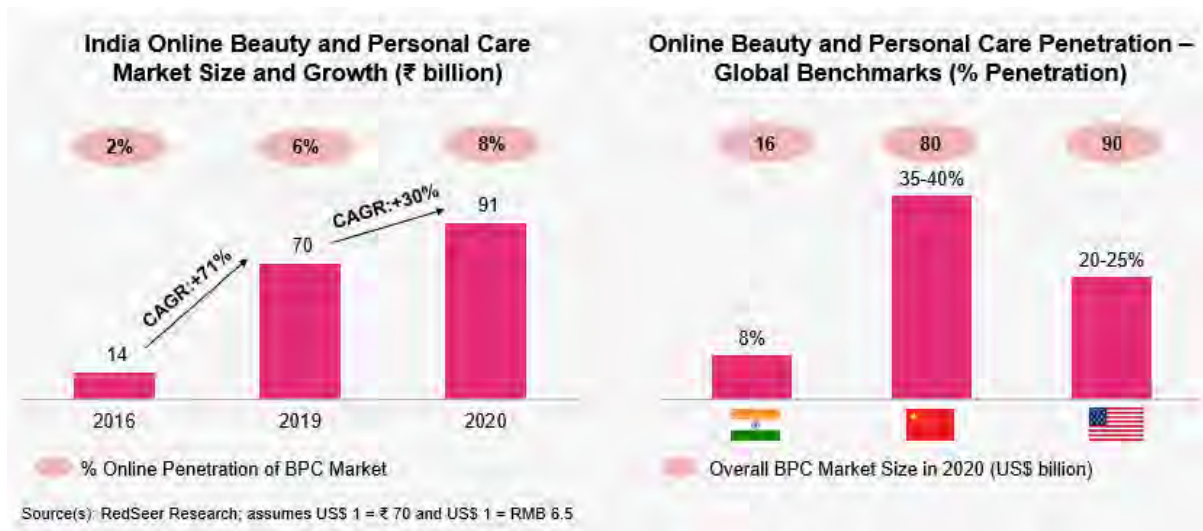 India Online Beauty and Personal Care
Market Size and Growth (₹ billion)
2%
6%
8%
14
70
91
CAGR:+71%
CAGR:+30%
2016
2019
2020
% Online Penetration of BPC Market
Online Beauty and Personal Care Penetration –
Global Benchmarks (% Penetration)
16
80
90
8%
35-40%
20-25%
Overall BPC Market Size in 2020 (US$ billion)
Source(s): RedSeer Research; assumes US$ 1 = ₹ 70 and US$ 1 = RMB 6.5